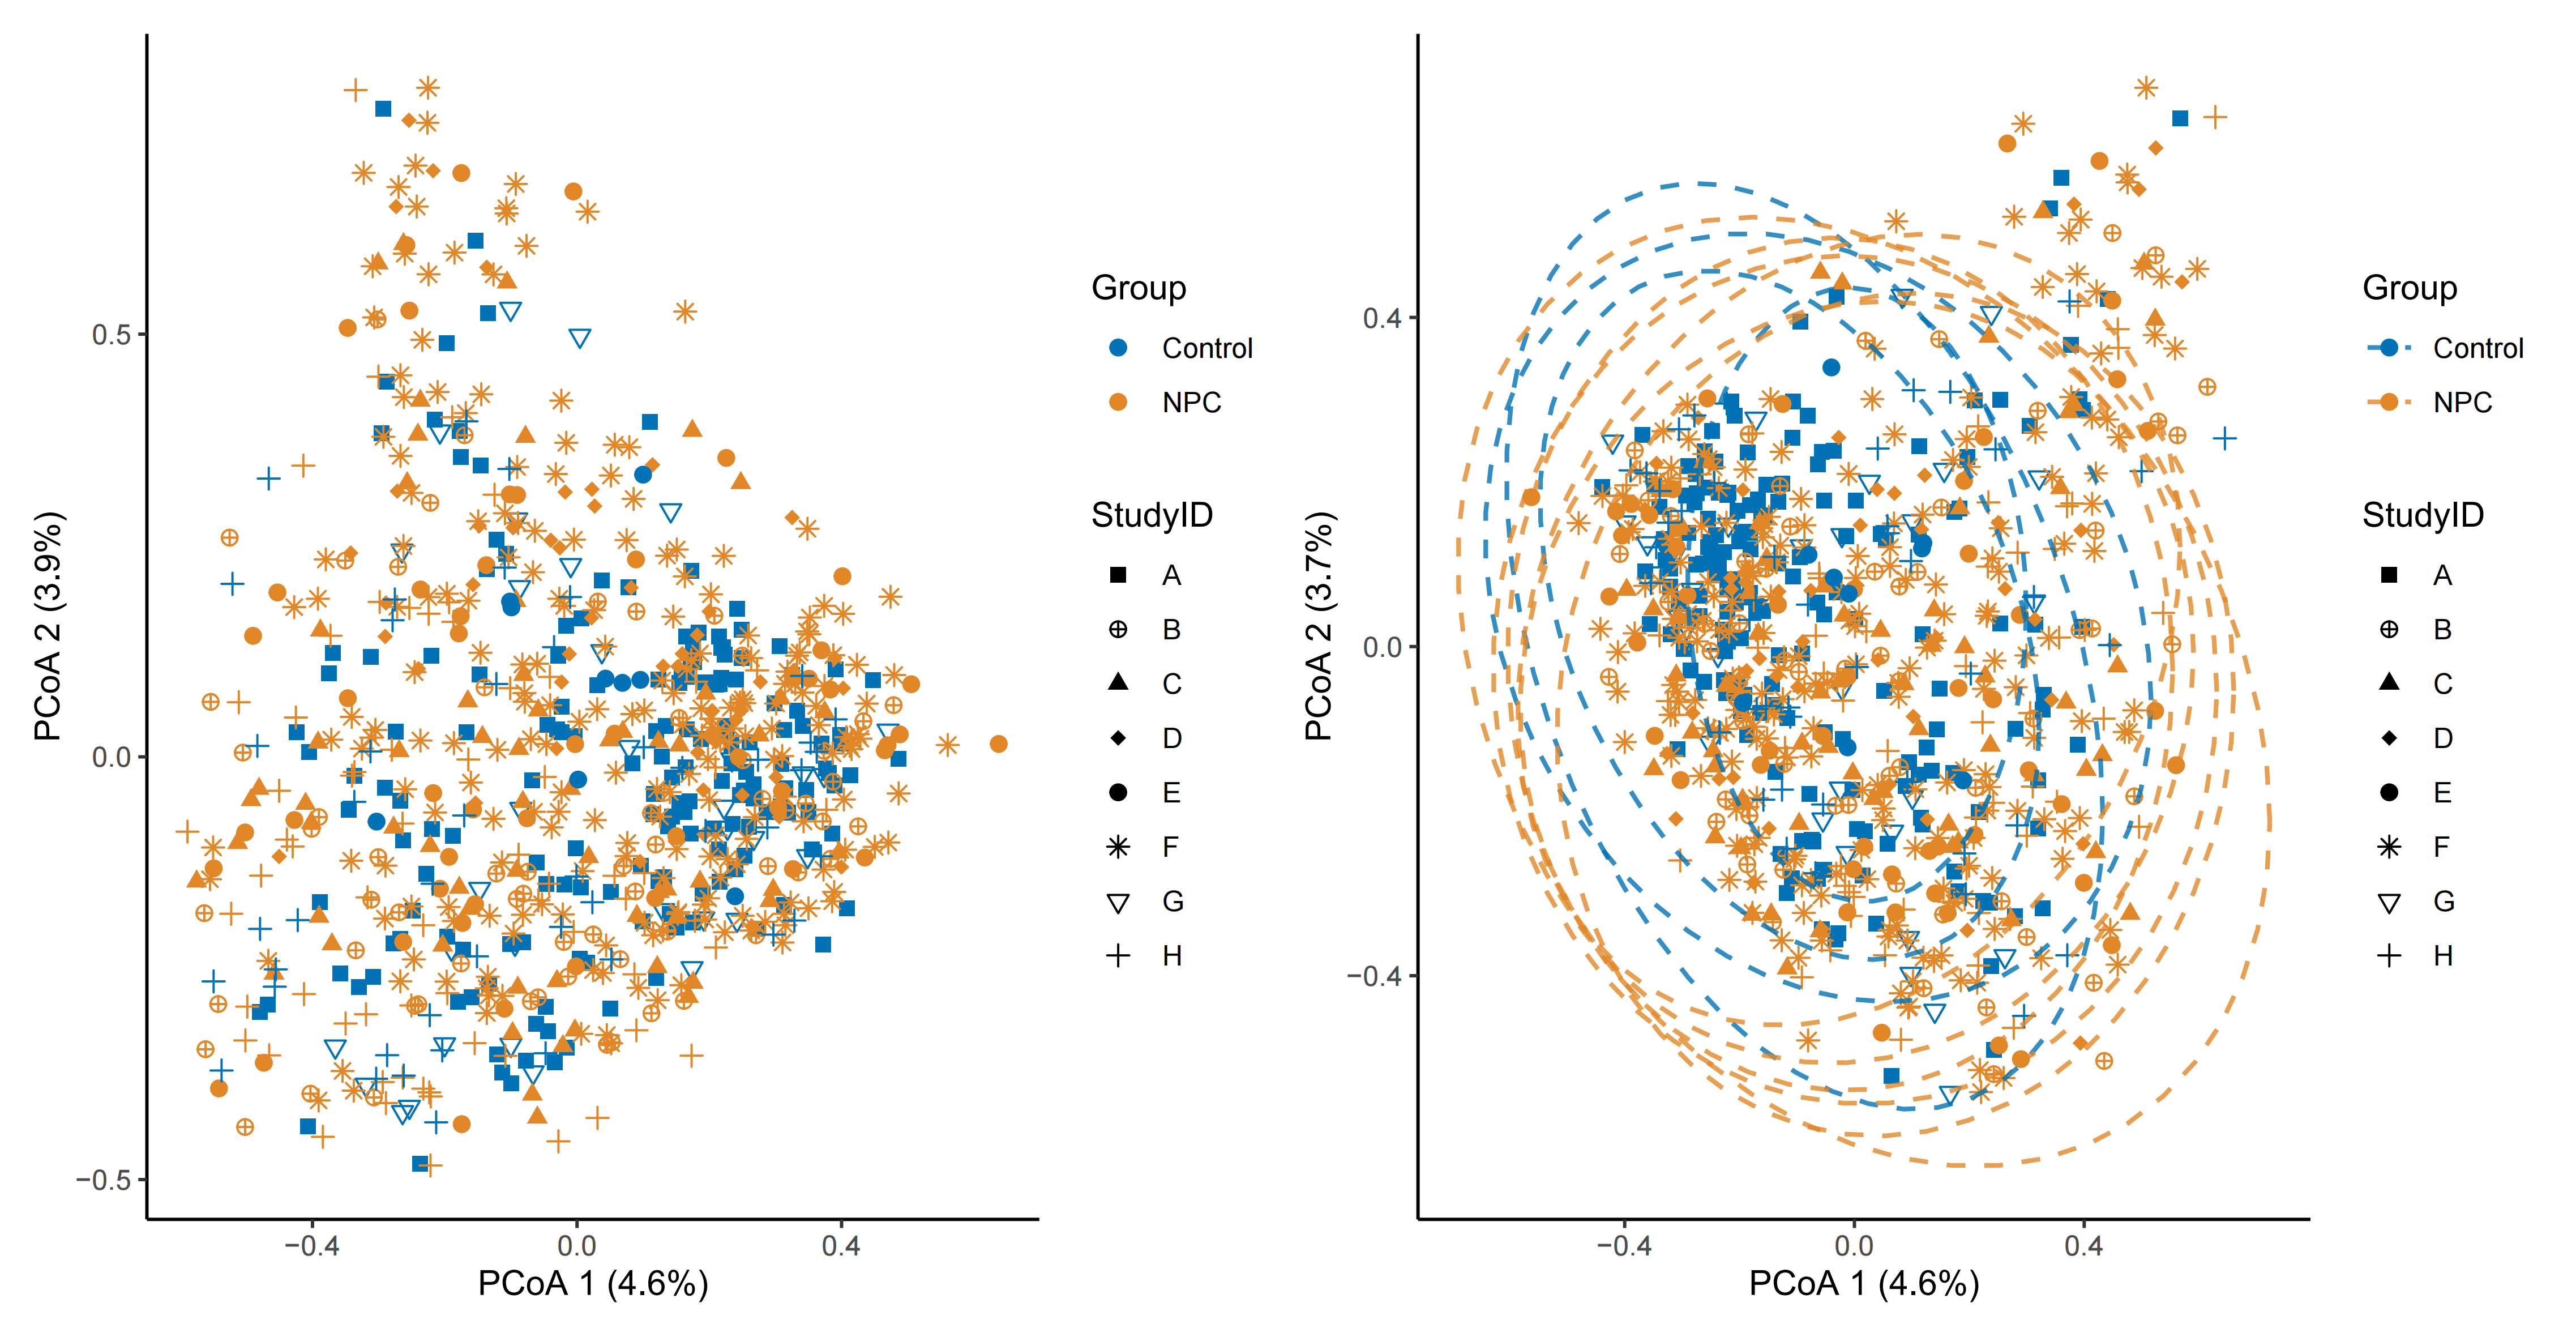 PCoA 2 (3.9%)
0.5
0.0
−0.5
−0.4
0.0
0.4
PCoA 1 (4.6%)
Group
Control
NPC
StudyID
A
B
C
D
E
F
G
H
PCoA 2 (3.7%)
0.4
0.0
−0.4
−0.4
0.0
0.4
PCoA 1 (4.6%)
Group
Control
NPC
StudyID
A
B
C
D
E
F
G
H